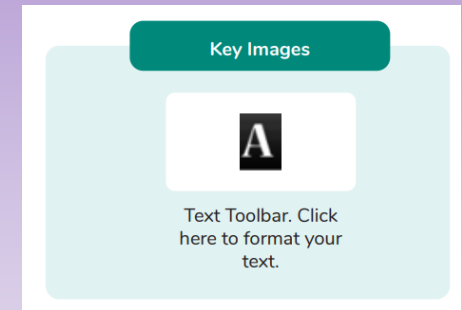 Key Images
A
Text Toolbar. Click
here to format your
text.